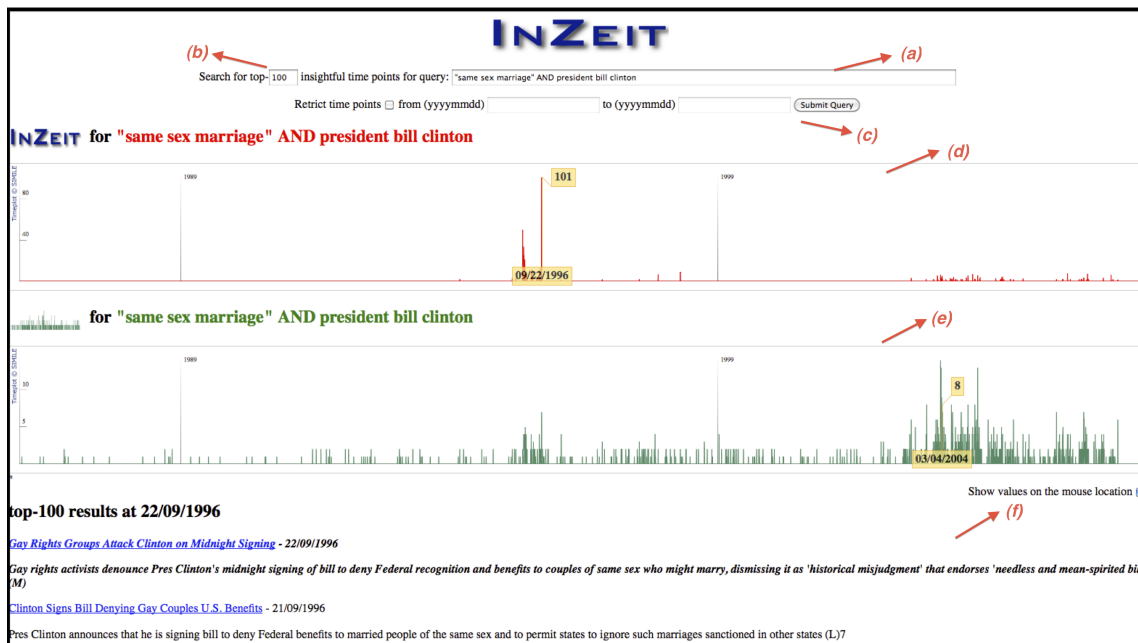 INZEIT
(b)
(a)
Search for top- 100 insightful time points for query: "same sex marriage" AND president bill clinton
Retrict time points from (yyyymmdd) to (yyyymmdd) Submit Query
(c)
INZEIT for "same sex marriage" AND president bill clinton
(d)
Timeplot © SIMILE
1989
101
1999
80
40
09/22/1996
for "same sex marriage" AND president bill clinton
(e)
Timeplot © SIMILE
1989
1999
10
8
5
03/04/2004
Show values on the mouse location
top-100 results at 22/09/1996
(f)
Gay Rights Groups Attack Clinton on Midnight Signing - 22/09/1996
Gay rights activists denounce Pres Clinton's midnight signing of bill to deny Federal recognition and benefits to couples of same sex who might marry, dismissing it as 'historical misjudgment' that endorses 'needless and mean-spirited bi
(M)
Clinton Signs Bill Denying Gay Couples U.S. Benefits - 21/09/1996
Pres Clinton announces that he is signing bill to deny Federal benefits to married people of the same sex and to permit states to ignore such marriages sanctioned in other states (L)7